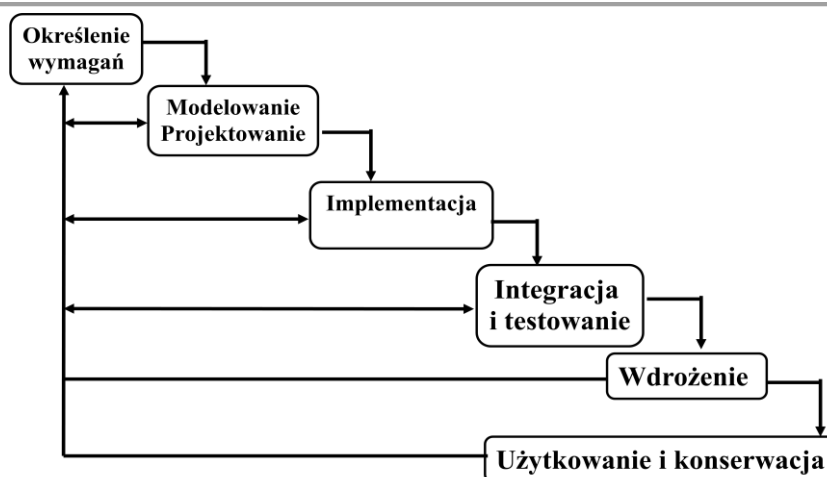 Określenie
wymagań
Modelowanie
Projektowanie
Implementacja
Integracja
i testowanie
Wdrożenie
Użytkowanie i konserwacja